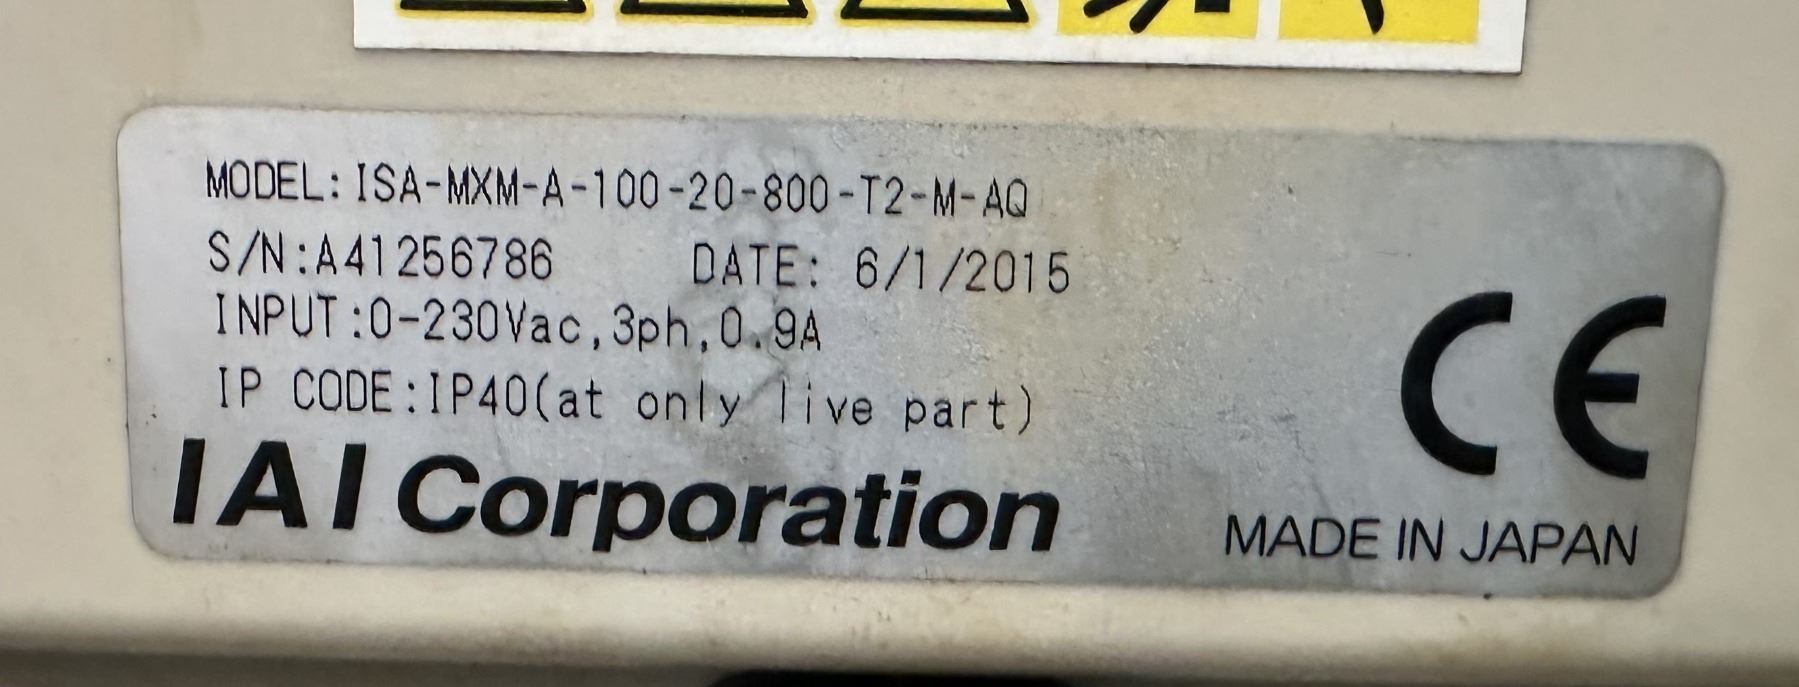 MODEL:ISA-MXM-A-100-20-800-T2-M-AQ
S/N:A41256786 DATE: 6/1/2015
INPUT:0-230Vac,3ph,0.9A
IP CODE:IP40(at only live part)
IAI Corporation
CE
MADE IN JAPAN